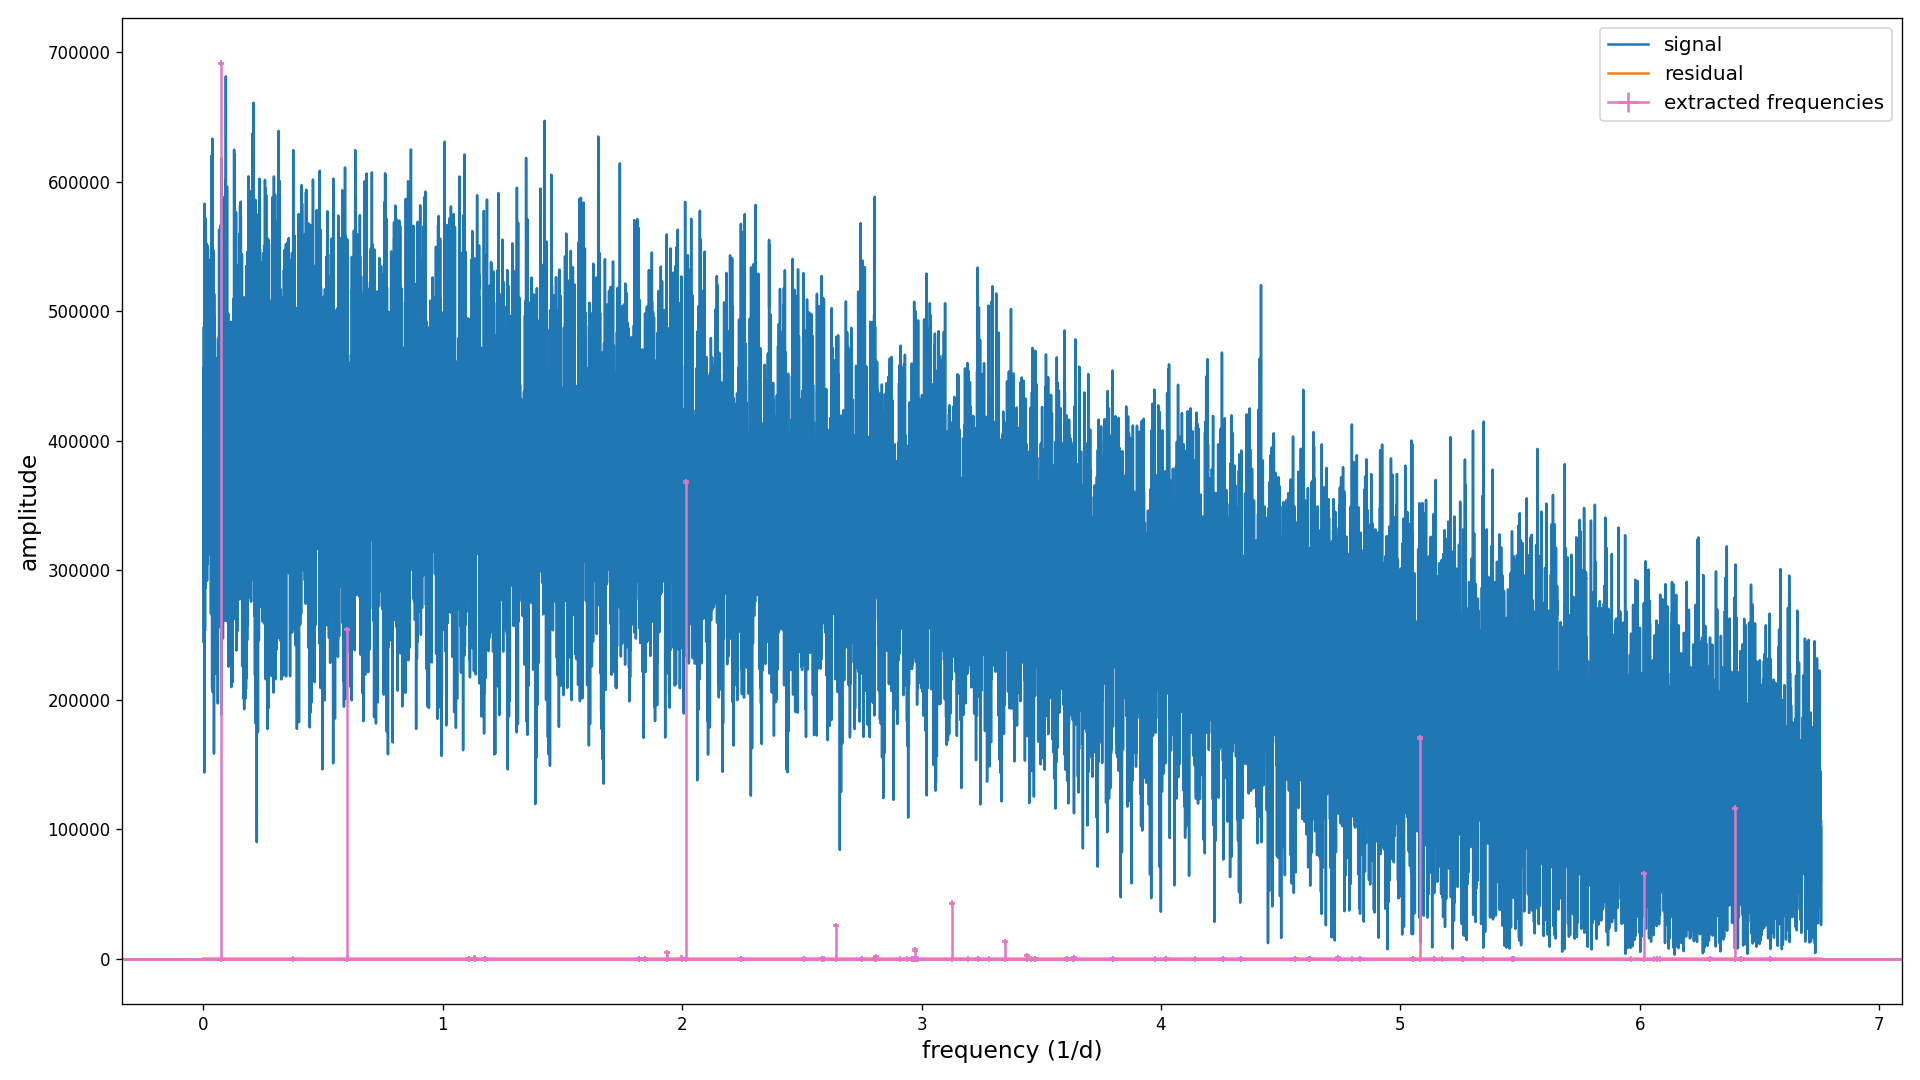 signal
residual
extracted frequencies
700000
600000
500000
400000
300000
200000
100000
0
amplitude
0 1 2 3 4 5 6 7
frequency (1/d)